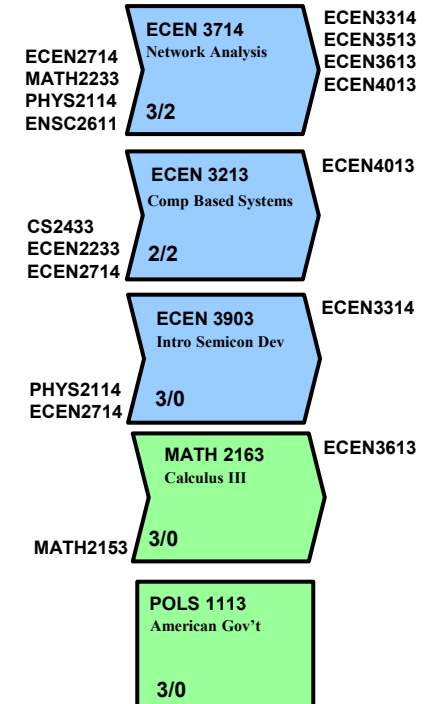 ECEN 3714
Network Analysis
3/2
ECEN2714
MATH2233
PHYS2114
ENSC2611
ECEN3314
ECEN3513
ECEN3613
ECEN4013
ECEN 3213
Comp Based Systems
2/2
CS2433
ECEN2233
ECEN2714
ECEN4013
ECEN 3903
Intro Semicon Dev
3/0
PHYS2114
ECEN2714
ECEN3314
MATH 2163
Calculus III
3/0
MATH2153
ECEN3613
POLS 1113
American Gov't
3/0